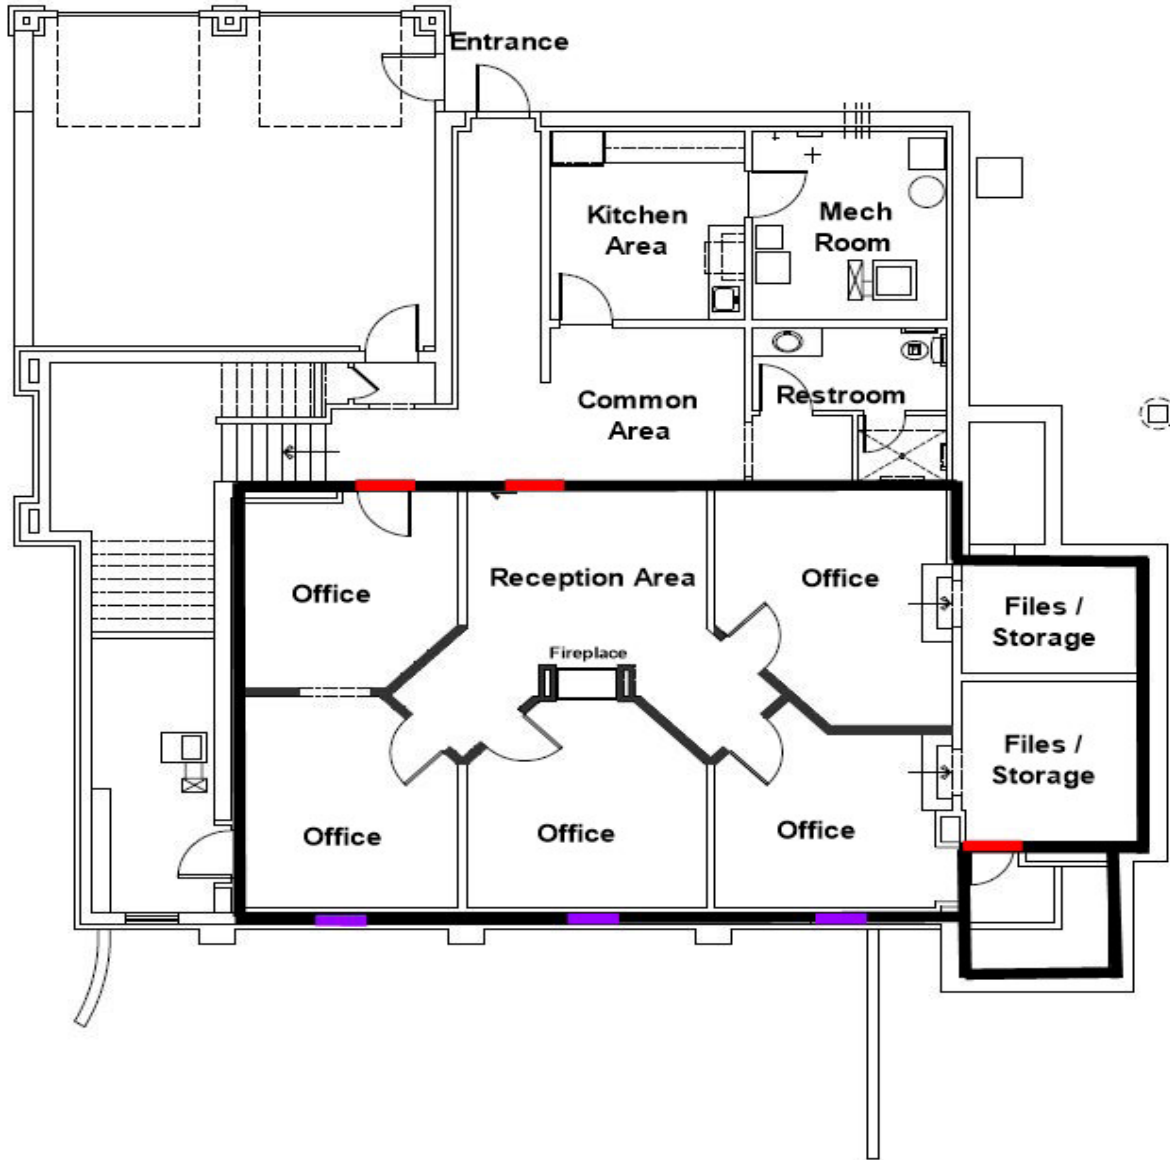 Entrance
Kitchen
Area
Mech
Room
Common
Area
Restroom
Office
Reception Area
Office
Files /
Storage
Fireplace
Files /
Storage
Office
Office
Office